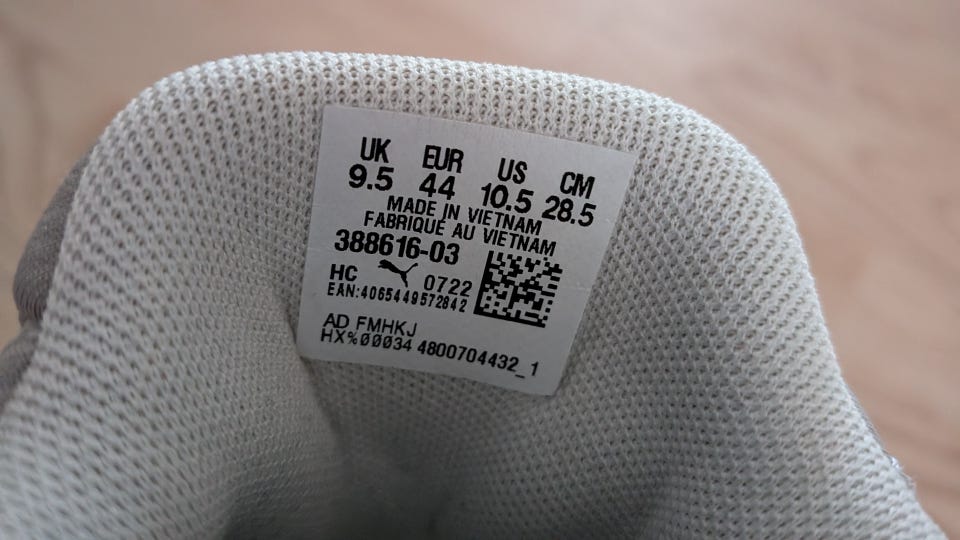 UK EUR US CM
9.5 44 10.5 28.5
MADE IN VIETNAM
FABRIQUE AU VIETNAM
388616-03
HC 0722
EAN:4065449572842
AD FMHKJ
HX%00034 4800704432_1